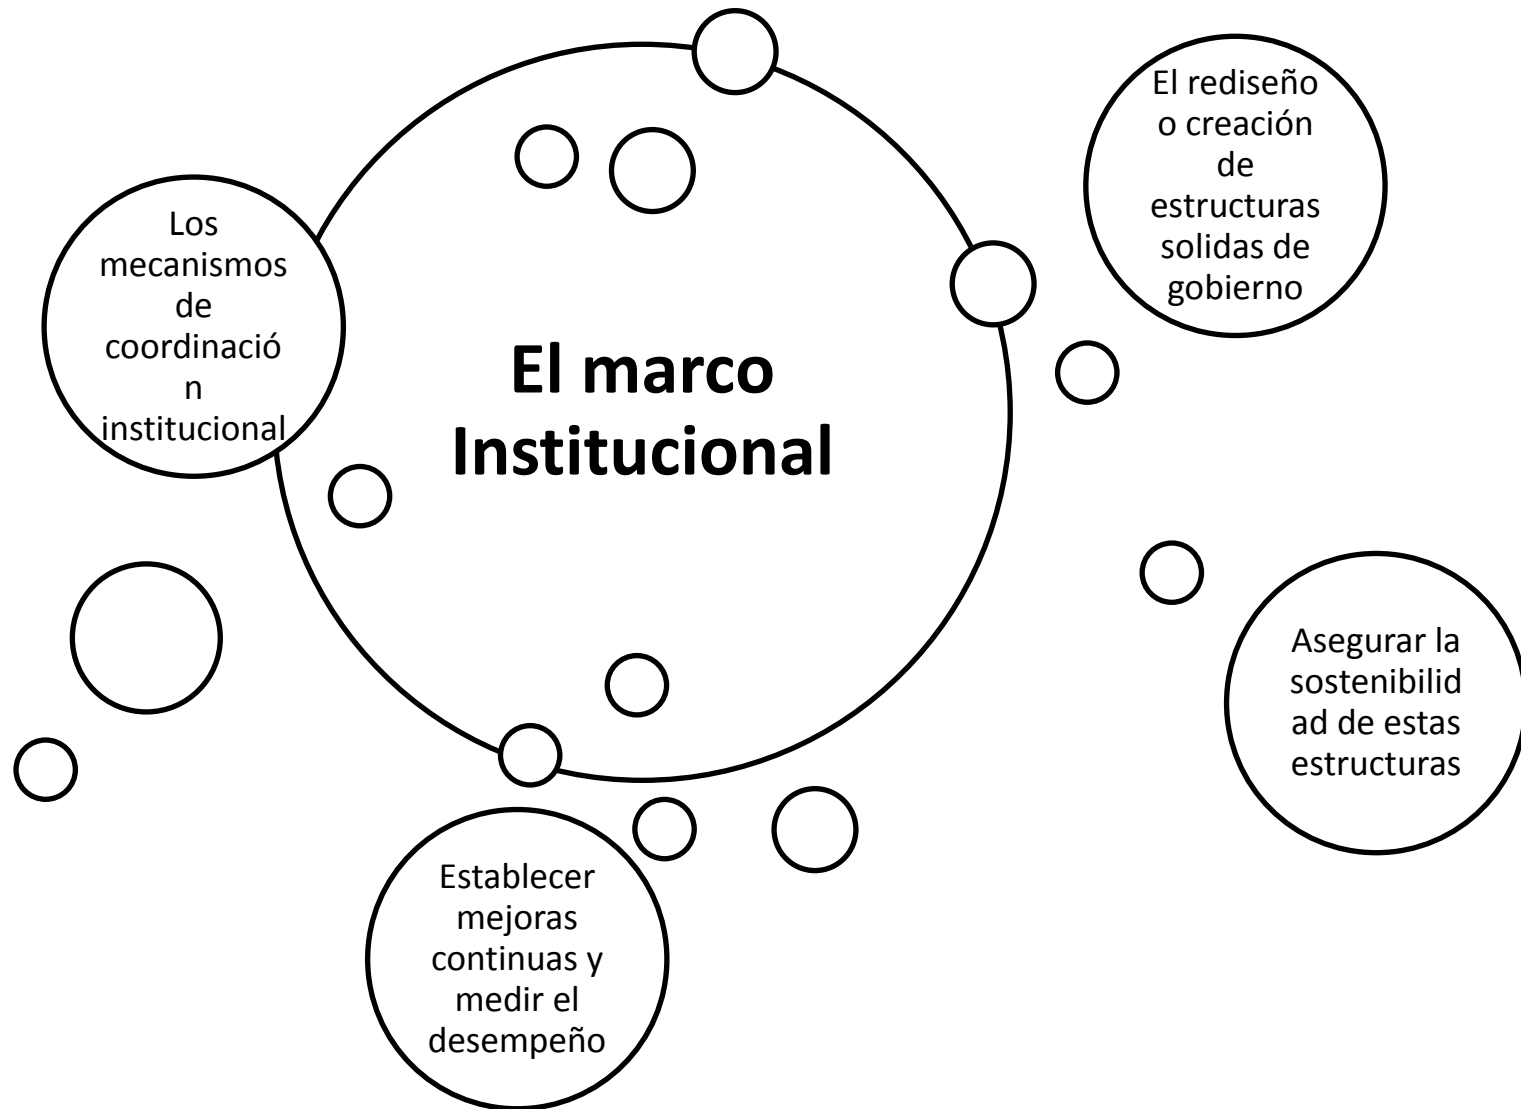 El marco
Institucional
Los
mecanismos
de
coordinació
n
institucional
El rediseño
o creación
de
estructuras
solidas de
gobierno
Asegurar la
sostenibilid
ad de estas
estructuras
Establecer
mejoras
continuas y
medir el
desempeño